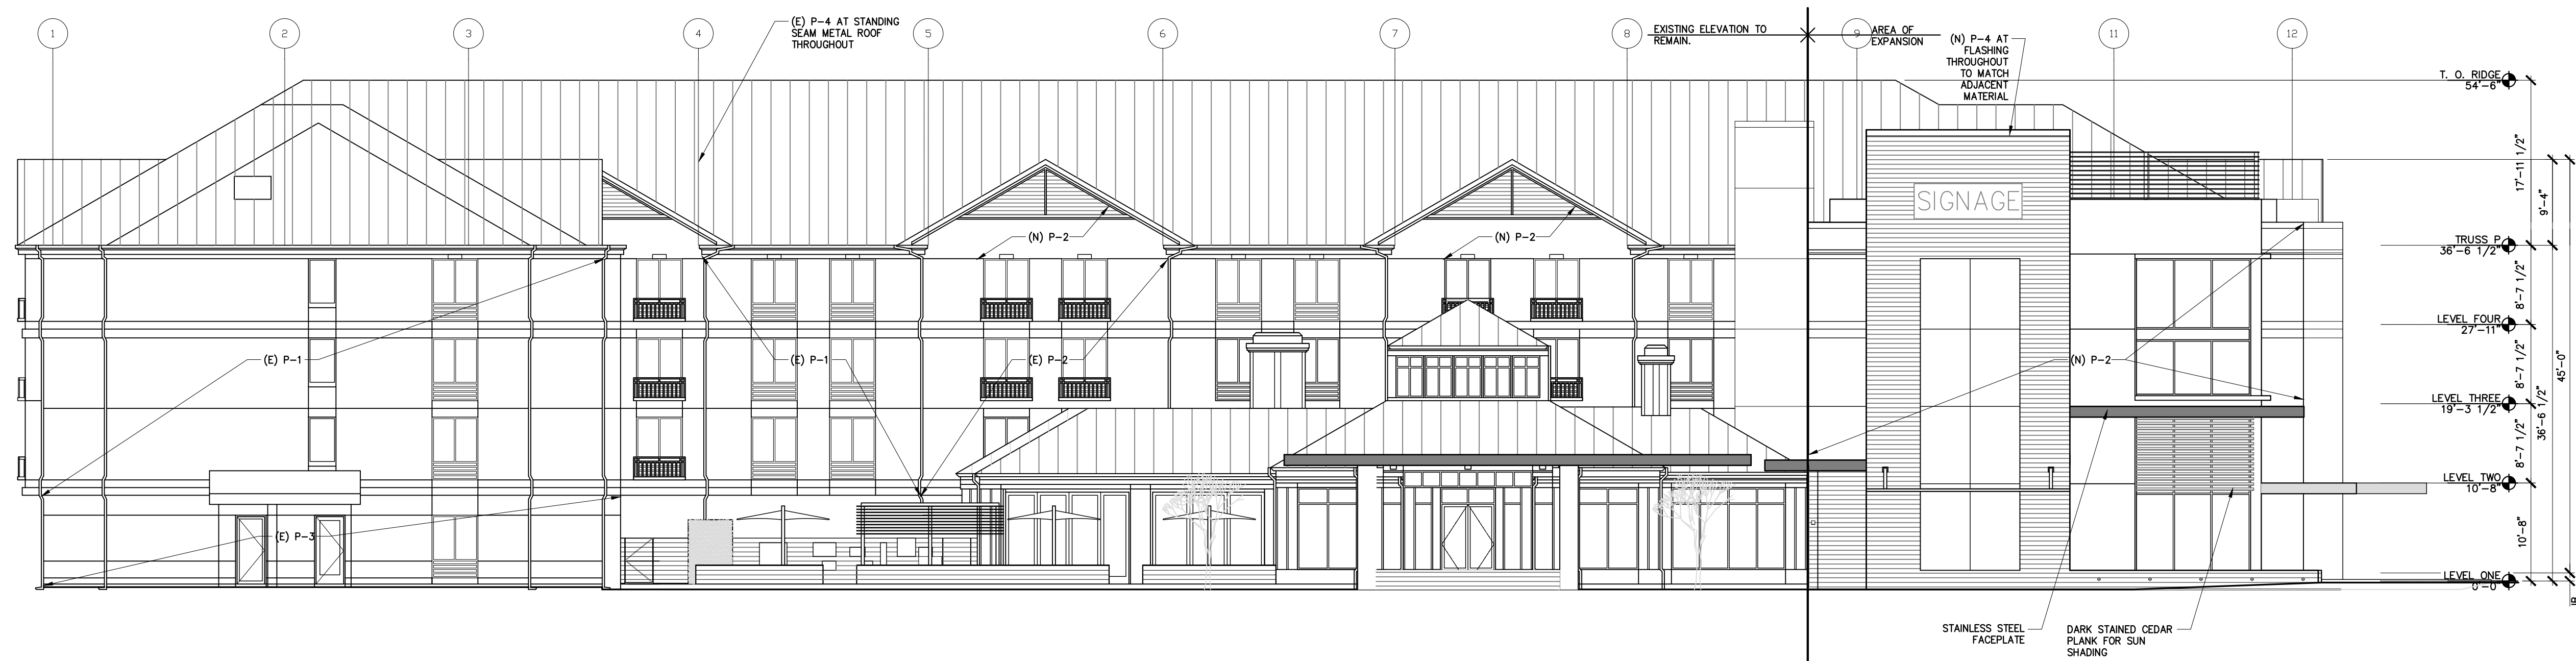 1
2
3
4
(E) P-4 AT STANDING
SEAM METAL ROOF
THROUGHOUT
5
6
7
8
EXISTING ELEVATION TO
REMAIN.
9
AREA OF
EXPANSION
(N) P-4 AT
FLASHING
THROUGHOUT
TO MATCH
ADJACENT
MATERIAL
11
12
T. O. RIDGE
54'-6"
17'-11 1/2"
9'-4"
SIGNAGE
(N) P-2
(N) P-2
TRUSS P
36'-6 1/2"
8'-7 1/2"
LEVEL FOUR
27'-11"
(E) P-1
(E) P-1
(E) P-2
(N) P-2
8'-7 1/2"
45'-0"
LEVEL THREE
19'-3 1/2"
36'-6 1/2"
8'-7 1/2"
LEVEL TWO
10'-8"
(E) P-3
10'-8"
LEVEL ONE
0'-0"
STAINLESS STEEL
FACEPLATE
DARK STAINED CEDAR
PLANK FOR SUN
SHADING